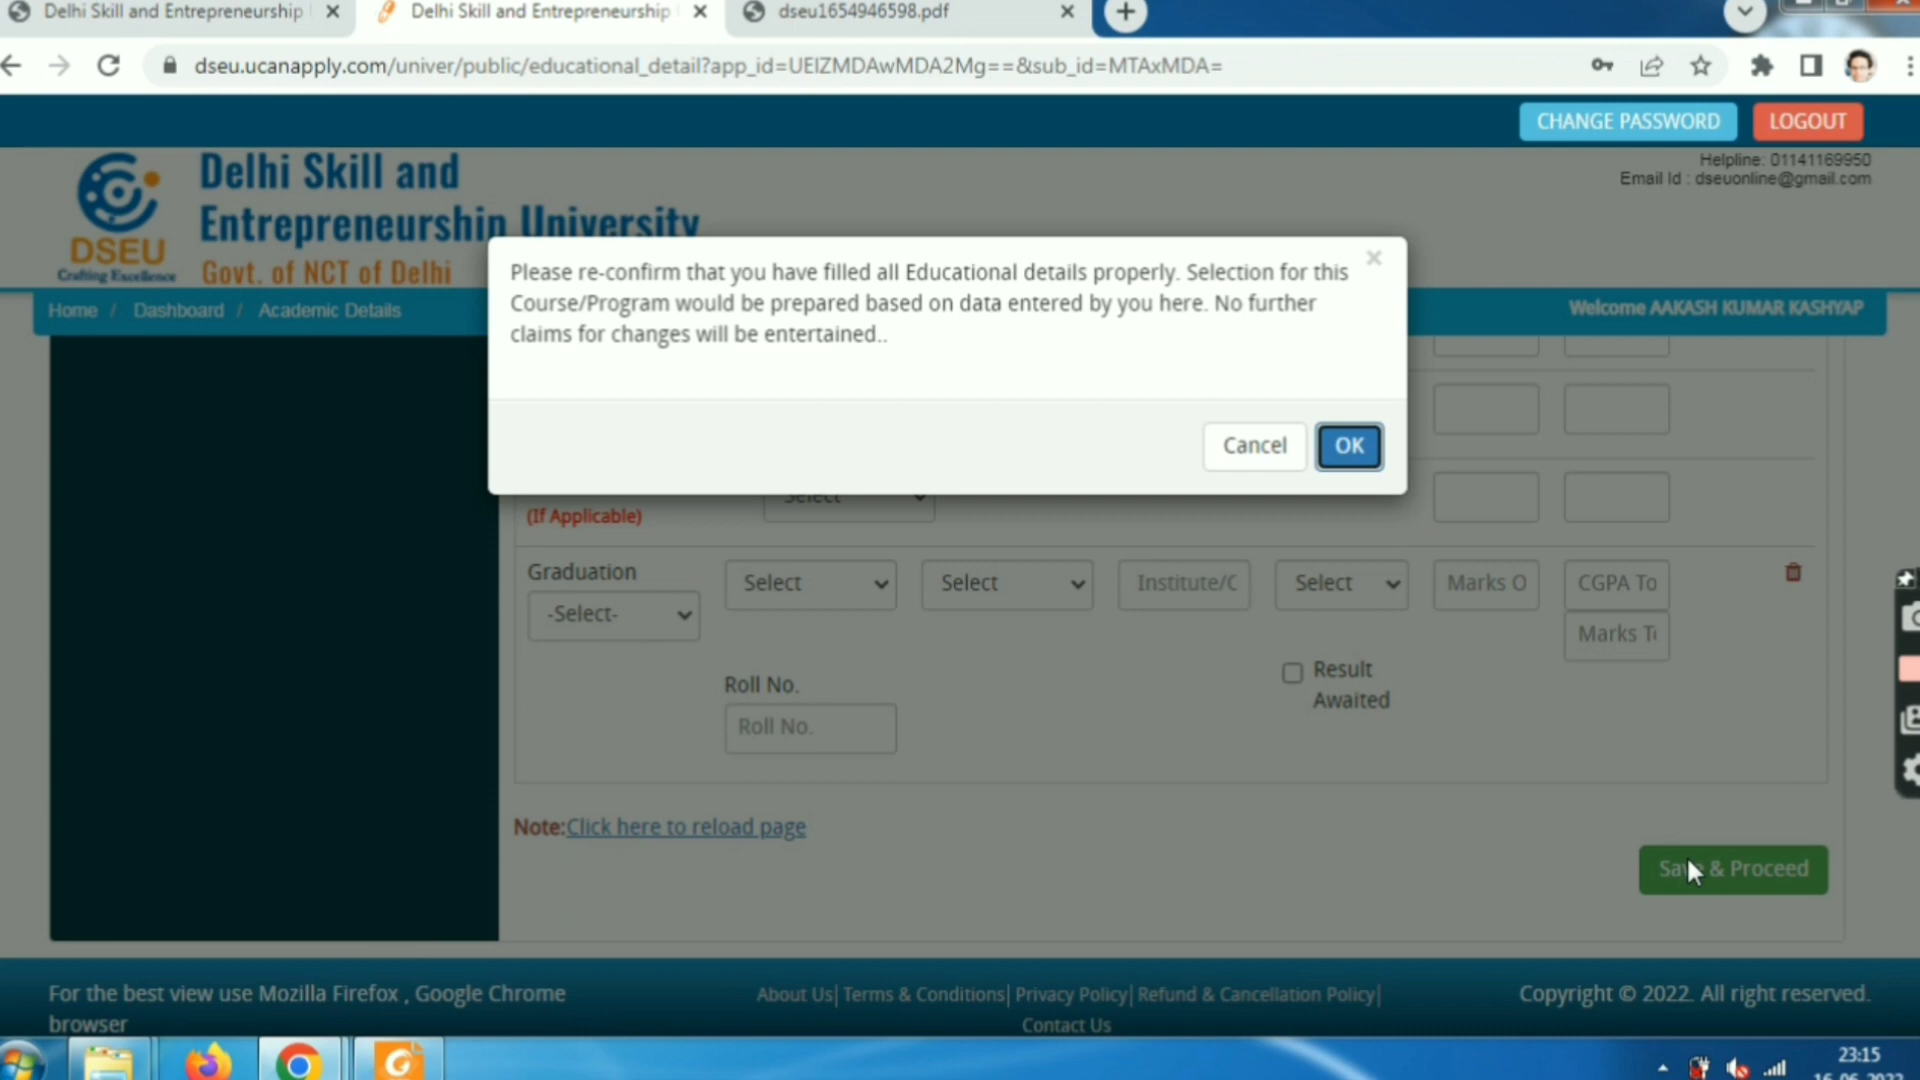 Delhi Skill and Entrepreneurship
Delhi Skill and Entrepreneurship
dseu1654946598.pdf
dseu.ucanapply.com/univer/public/educational_detail?app_id=UEIZMDAwMDA2Mg==&sub_id=MTAxMDA=
CHANGE PASSWORD
LOGOUT
Delhi Skill and
Entrepreneurship University
Govt. of NCT of Delhi
DSEU
Crafting Excellence
Helpline: 01141169950
Email Id : dseuonline@gmail.com
Home / Dashboard / Academic Details
Welcome AAKASH KUMAR KASHYAP
Please re-confirm that you have filled all Educational details properly. Selection for this
Course/Program would be prepared based on data entered by you here. No further
claims for changes will be entertained..
Cancel
OK
Select
(If Applicable)
Graduation
-Select-
Select
Select
Institute/C
Select
Marks O
CGPA To
Marks T
Roll No.
Roll No.
Result
Awaited
Note:Click here to reload page
Save & Proceed
For the best view use Mozilla Firefox , Google Chrome
browser
About Us| Terms & Conditions| Privacy Policy| Refund & Cancellation Policy|
Contact Us
Copyright © 2022. All right reserved.
23:15
16-06-2022